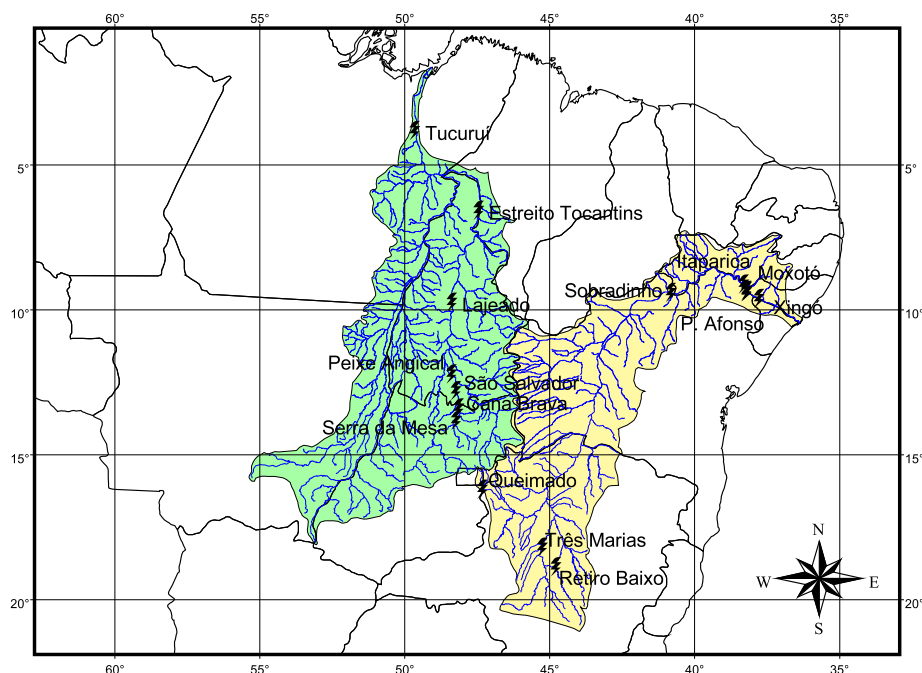 60° 55° 50° 45° 40° 35°
Tucuruí
5° 5°
Estreito Tocantins
Itaparica
Moxotó
Sobradinho
Lajeado
Xingó
10° 10°
P. Afonso
Peixe Angical
São Salvador
Cana Brava
Serra da Mesa
15° 15°
Queimado
N
Três Marias
W E
Retiro Baixo
20° 20°
S
60° 55° 50° 45° 40° 35°